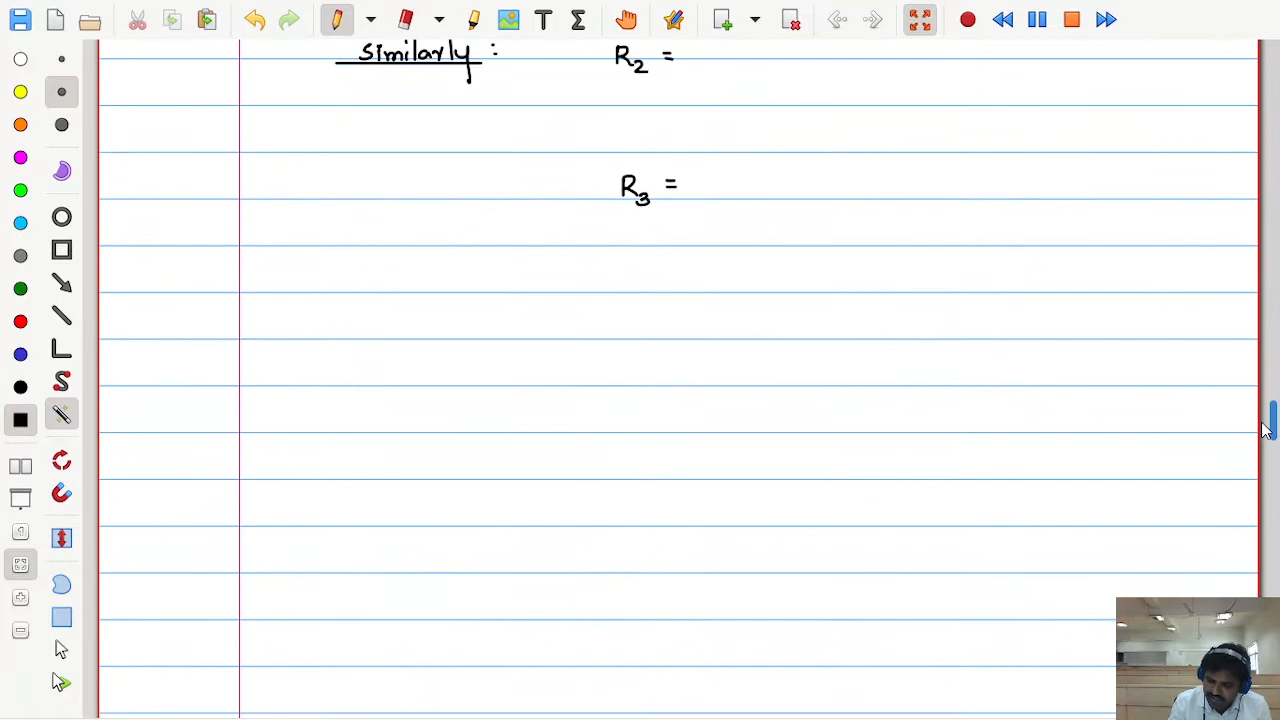 Similarly : R₂ =
R₃ =